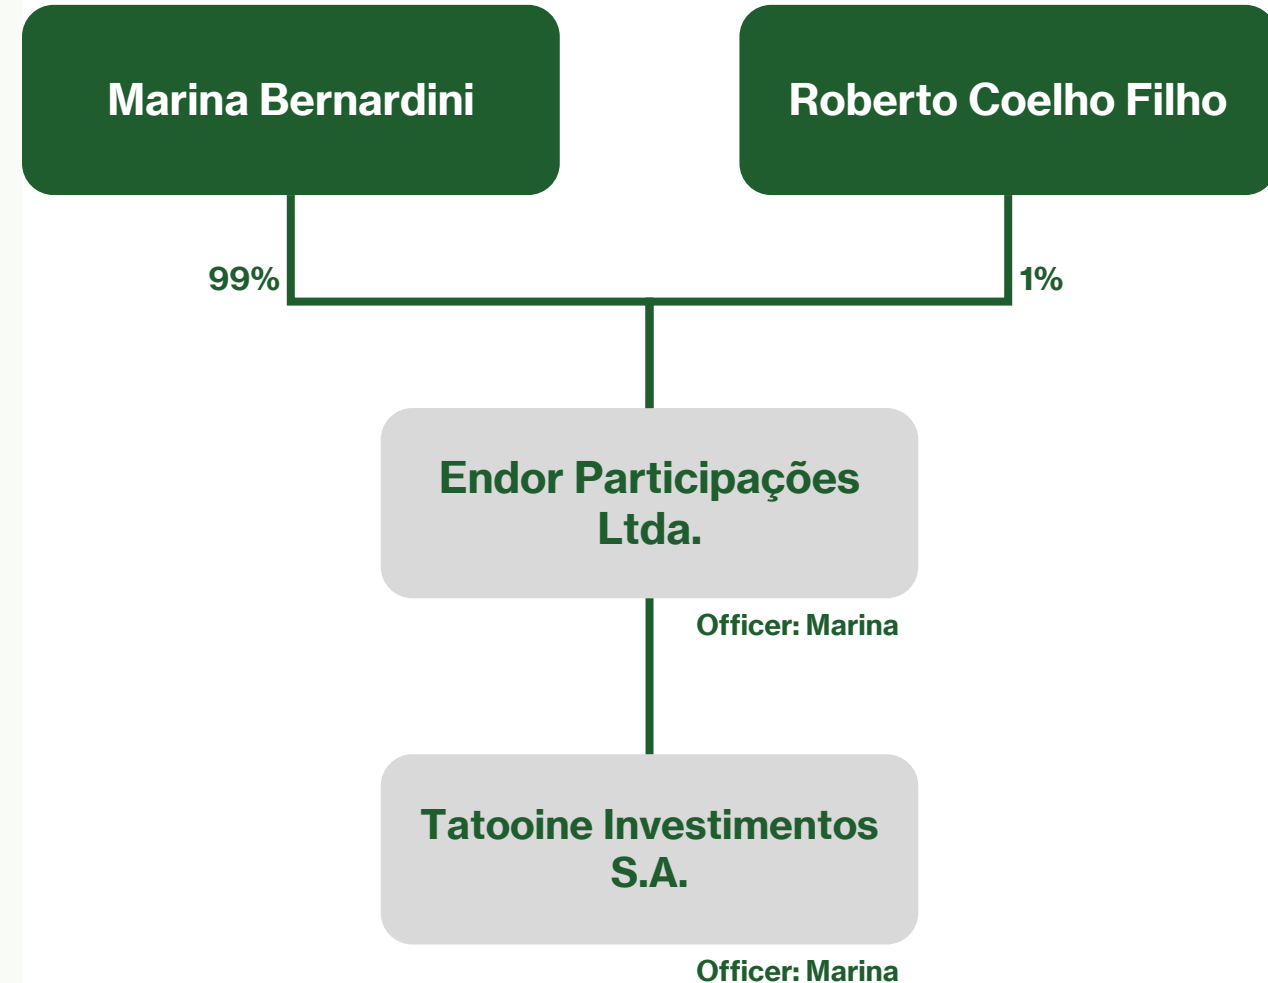 Marina Bernardini
Roberto Coelho Filho
99%
1%
Endor Participações
Ltda.
Officer: Marina
Tatooine Investimentos
S.A.
Officer: Marina